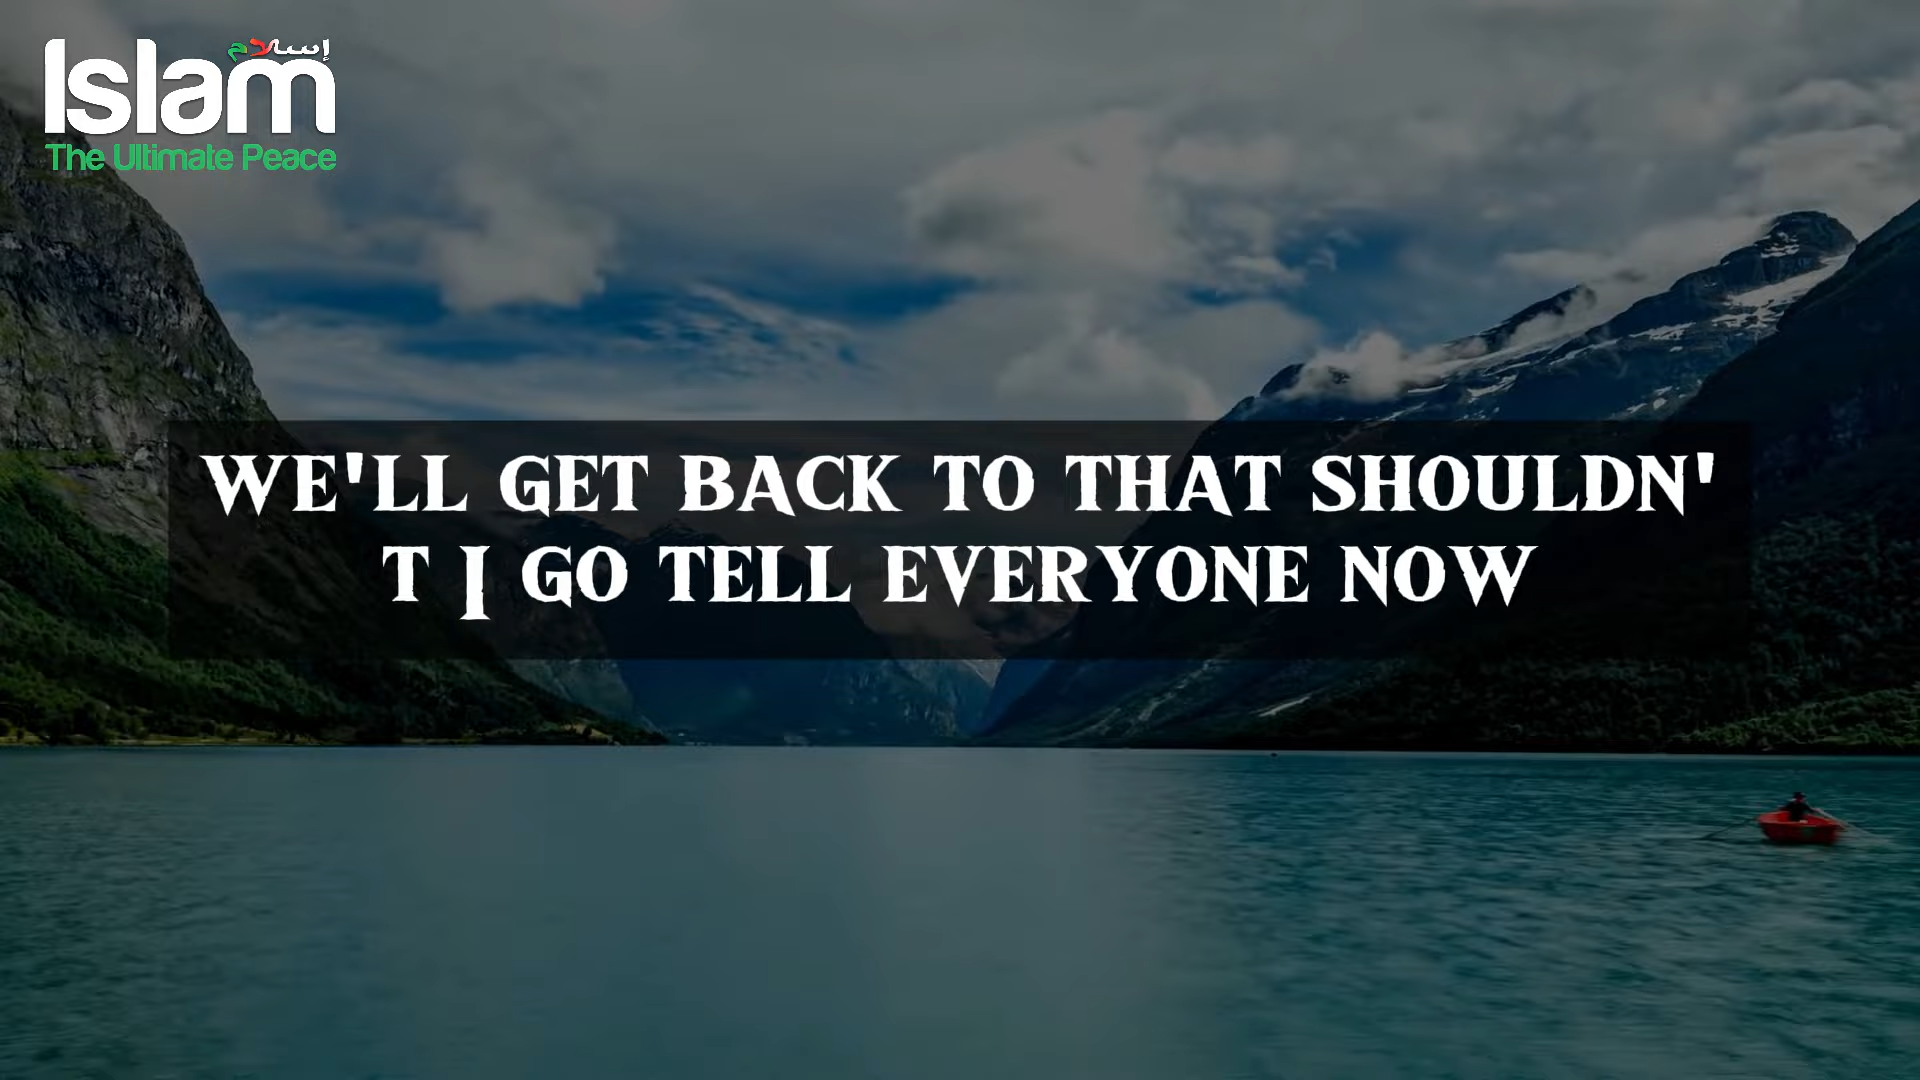 إسلام
Islam
The Ultimate Peace
WE'LL GET BACK TO THAT SHOULDN'
T I GO TELL EVERYONE NOW